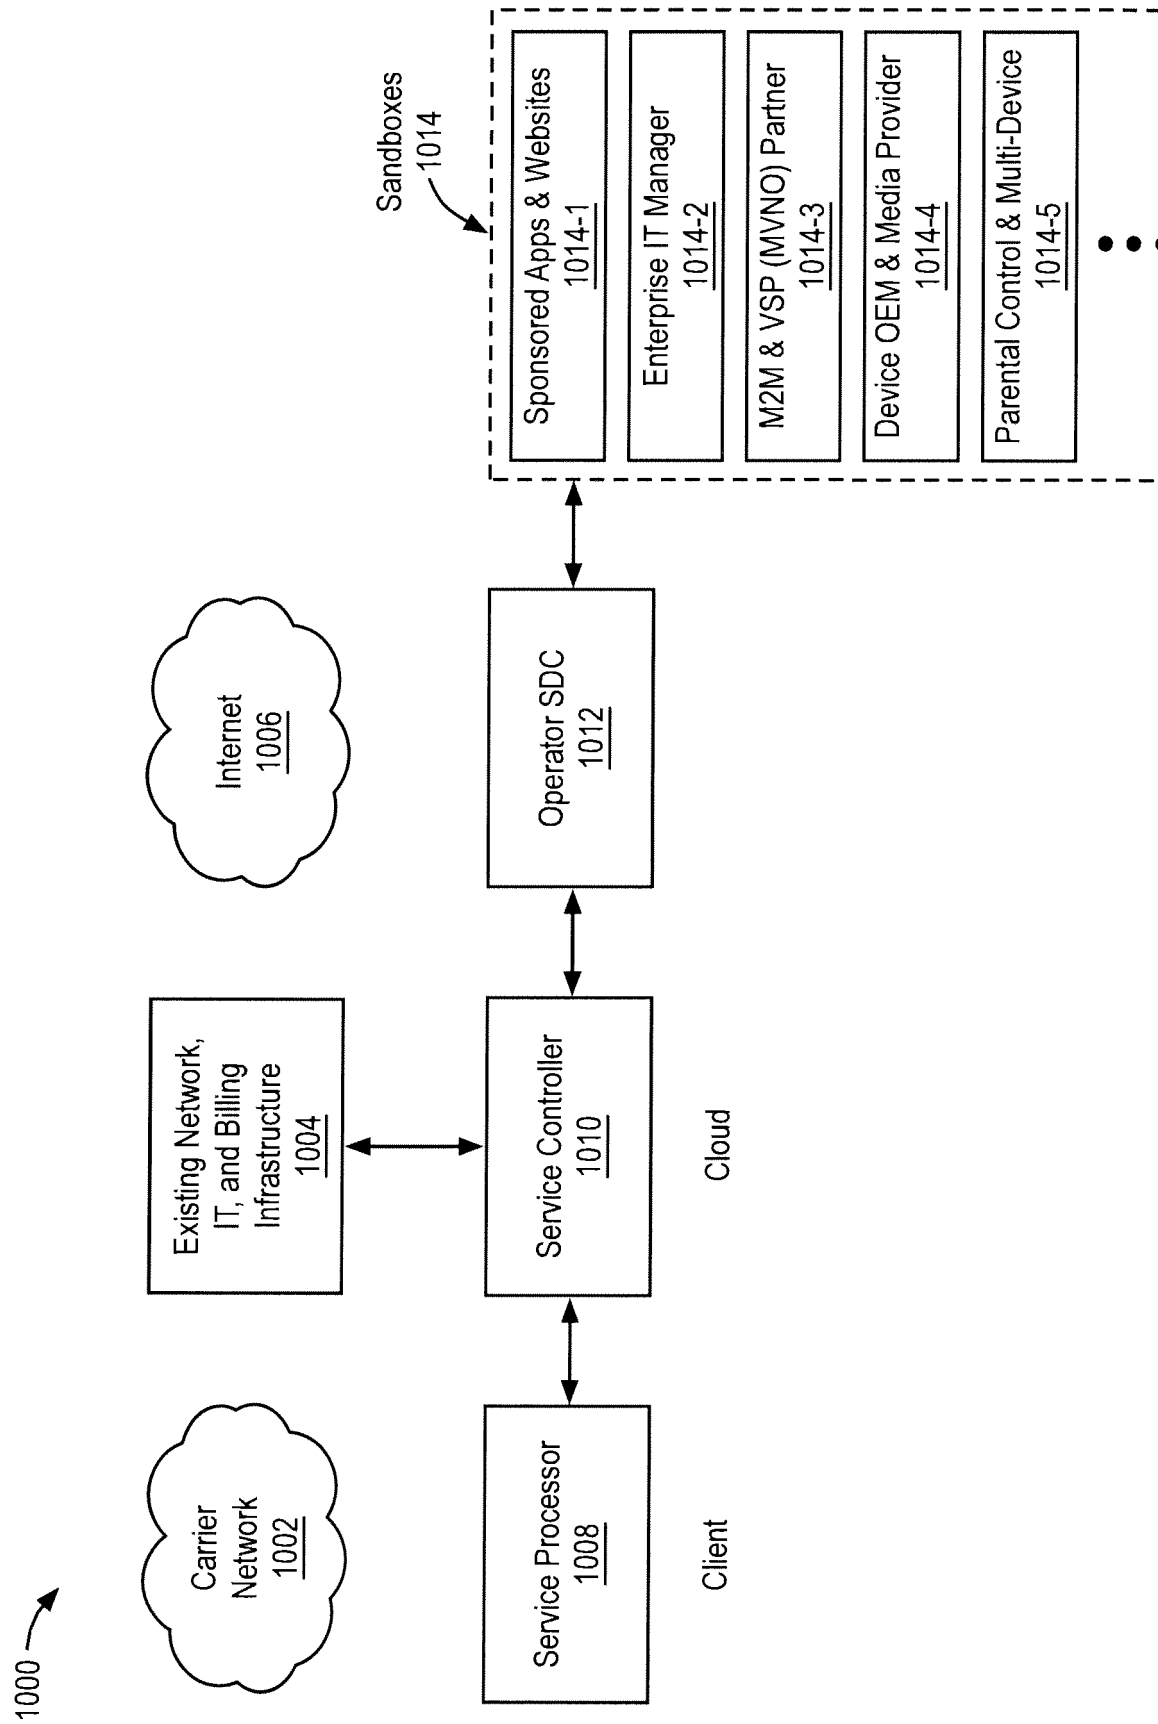 1000
Carrier
Network
1002
Existing Network,
IT, and Billing
Infrastructure
1004
Internet
1006
Service Processor
1008
Service Controller
1010
Operator SDC
1012
Client
Cloud
Sandboxes
1014
Sponsored Apps & Websites
1014-1
Enterprise IT Manager
1014-2
M2M & VSP (MVNO) Partner
1014-3
Device OEM & Media Provider
1014-4
Parental Control & Multi-Device
1014-5